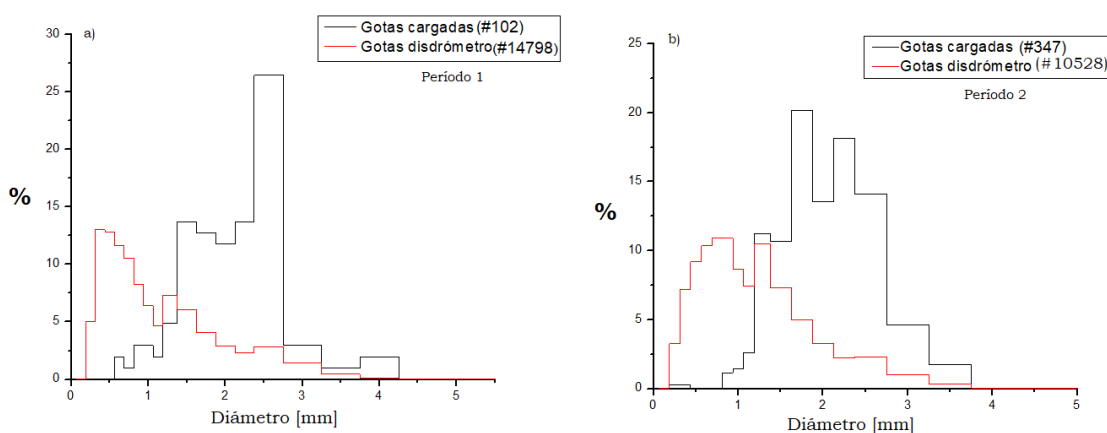 a)
Gotas cargadas (#102)
Gotas disdrómetro(#14798)
Período 1
30
25
20
15
10
5
0
%
0 1 2 3 4 5
Diámetro [mm]
b)
Gotas cargadas (#347)
Gotas disdrómetro (#10528)
Período 2
25
20
15
10
5
0
%
0 1 2 3 4 5
Diámetro [mm]